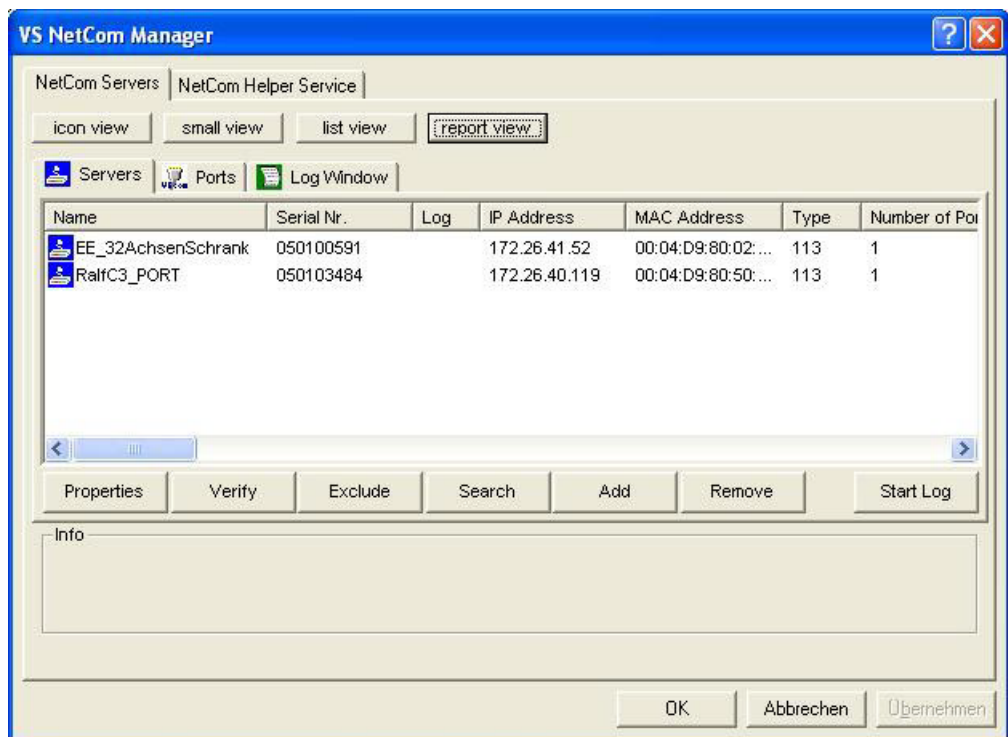 VS NetCom Manager
NetCom Servers NetCom Helper Service
icon view small view list view report view
Servers Ports Log Window
Name Serial Nr. Log IP Address MAC Address Type Number of Por
EE_32AchsenSchrank 050100591 172.26.41.52 00:04:D9:80:02:... 113 1
RalfC3_PORT 050103484 172.26.40.119 00:04:D9:80:50:... 113 1
Properties Verify Exclude Search Add Remove Start Log
Info
OK Abbrechen Übernehmen